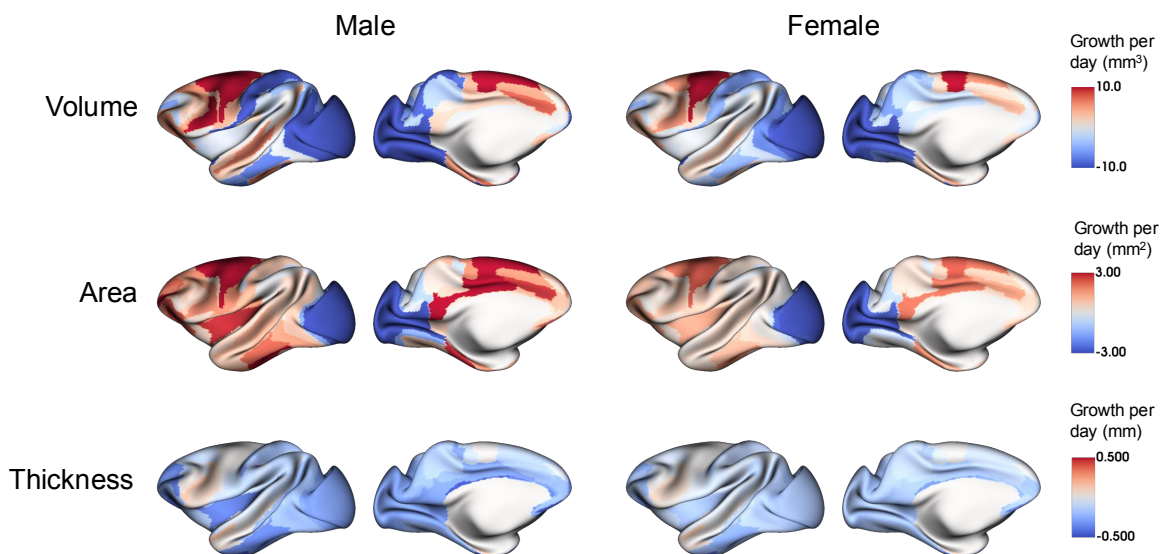 Male
Female
Growth per
day (mm³)
10.0
-10.0
Volume
Growth per
day (mm²)
3.00
-3.00
Area
Growth per
day (mm)
0.500
-0.500
Thickness